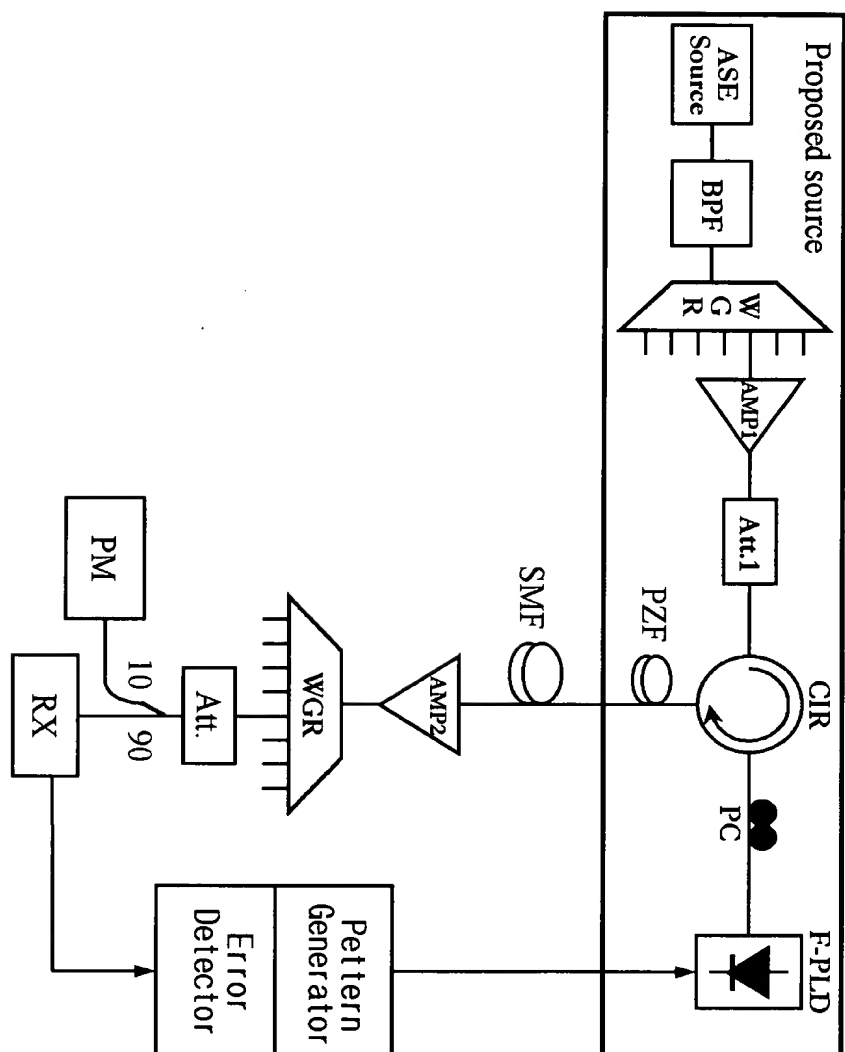 Proposed source
ASE
Source
BPF
W
G
R
AMP1
Att.1
CIR
PC
F-PLD
PZF
SMF
AMP2
WGR
Att.
10
90
PM
RX
Pettern
Generator
Error
Detector